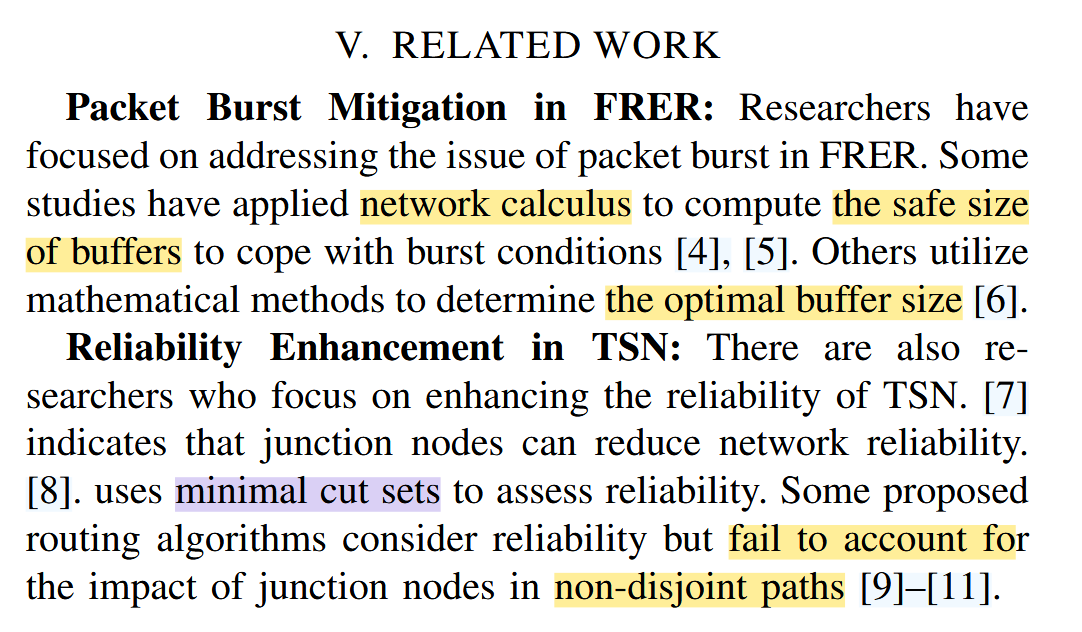 V. RELATED WORK
Packet Burst Mitigation in FRER: Researchers have
focused on addressing the issue of packet burst in FRER. Some
studies have applied network calculus to compute the safe size
of buffers to cope with burst conditions [4], [5]. Others utilize
mathematical methods to determine the optimal buffer size [6].
Reliability Enhancement in TSN: There are also re-
searchers who focus on enhancing the reliability of TSN. [7]
indicates that junction nodes can reduce network reliability.
[8]. uses minimal cut sets to assess reliability. Some proposed
routing algorithms consider reliability but fail to account for
the impact of junction nodes in non-disjoint paths [9]–[11].